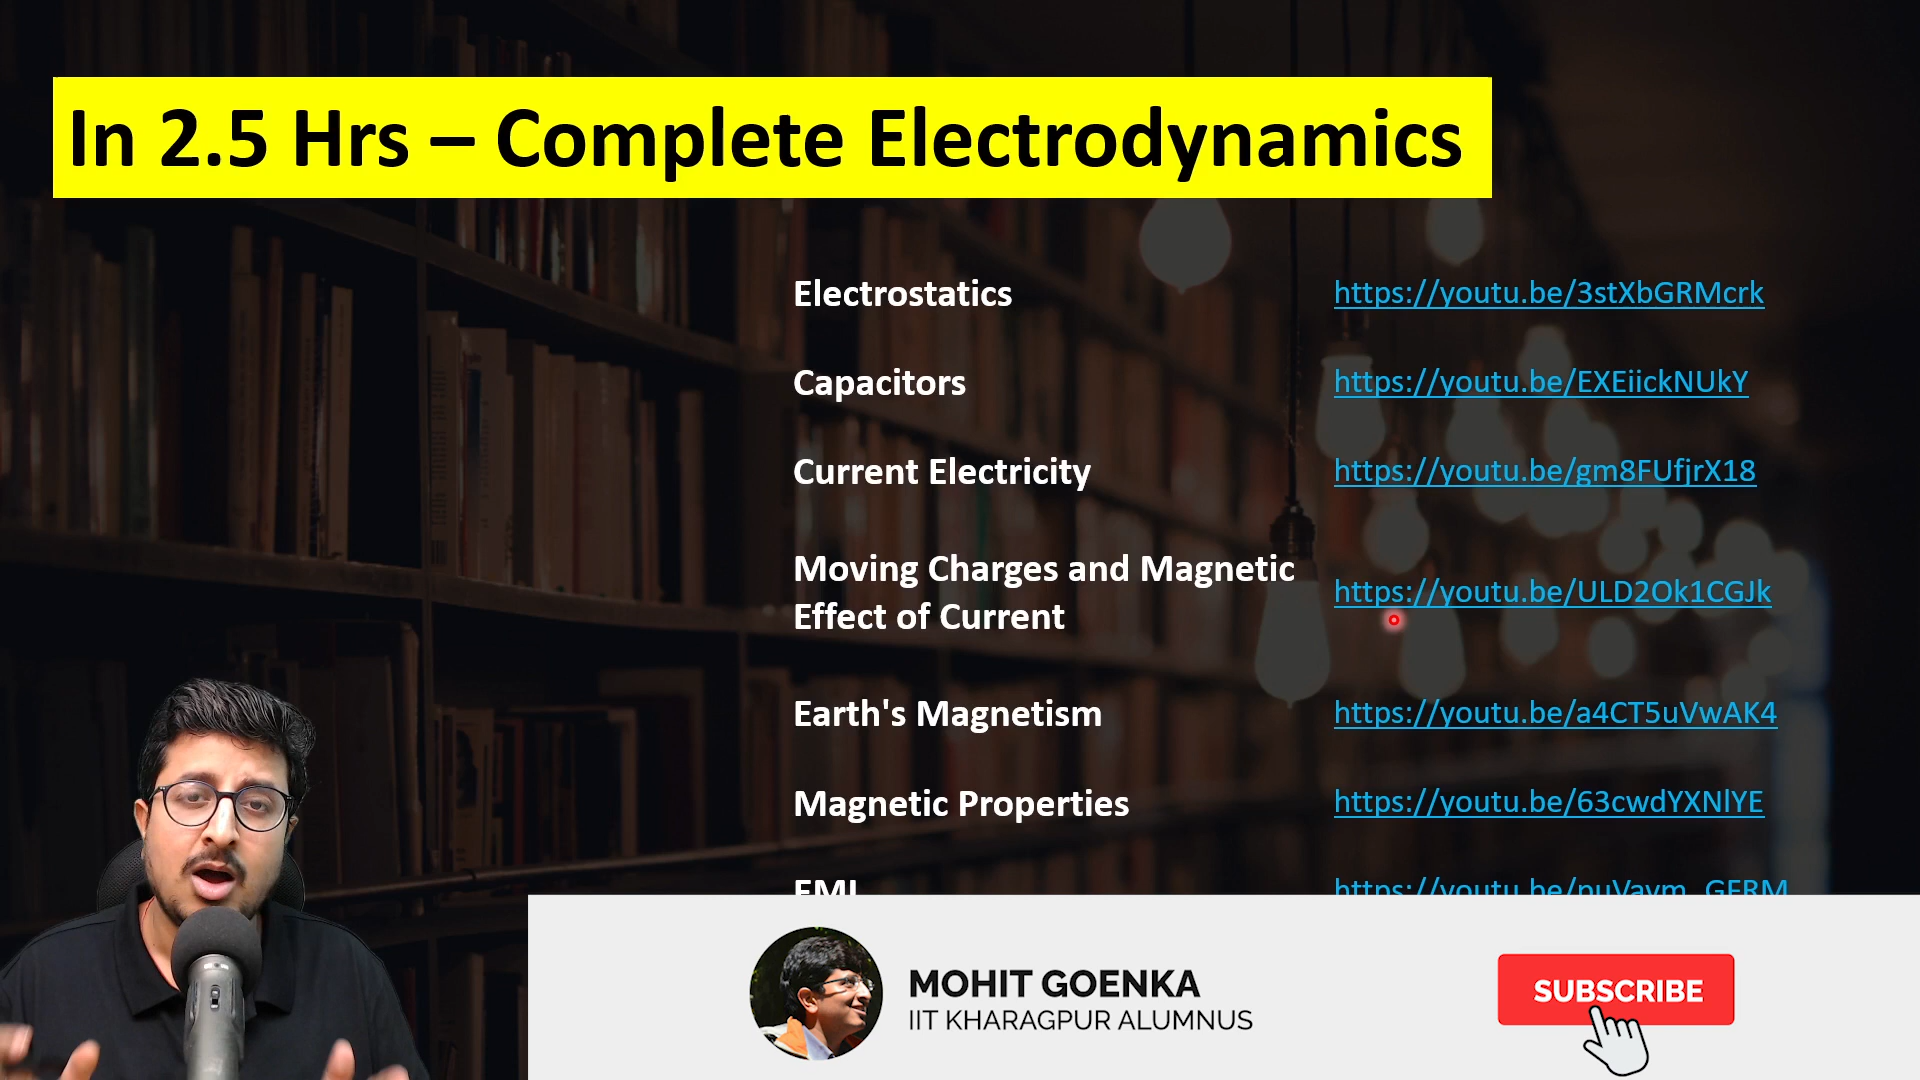 In 2.5 Hrs – Complete Electrodynamics
Electrostatics https://youtu.be/3stXbGRMcrk
Capacitors https://youtu.be/EXEiickNUkY
Current Electricity https://youtu.be/gm8FUfjrX18
Moving Charges and Magnetic
Effect of Current https://youtu.be/ULD2Ok1CGJk
Earth's Magnetism https://youtu.be/a4CT5uVwAK4
Magnetic Properties https://youtu.be/63cwdYXNlYE
EMI
MOHIT GOENKA
IIT KHARAGPUR ALUMNUS
SUBSCRIBE